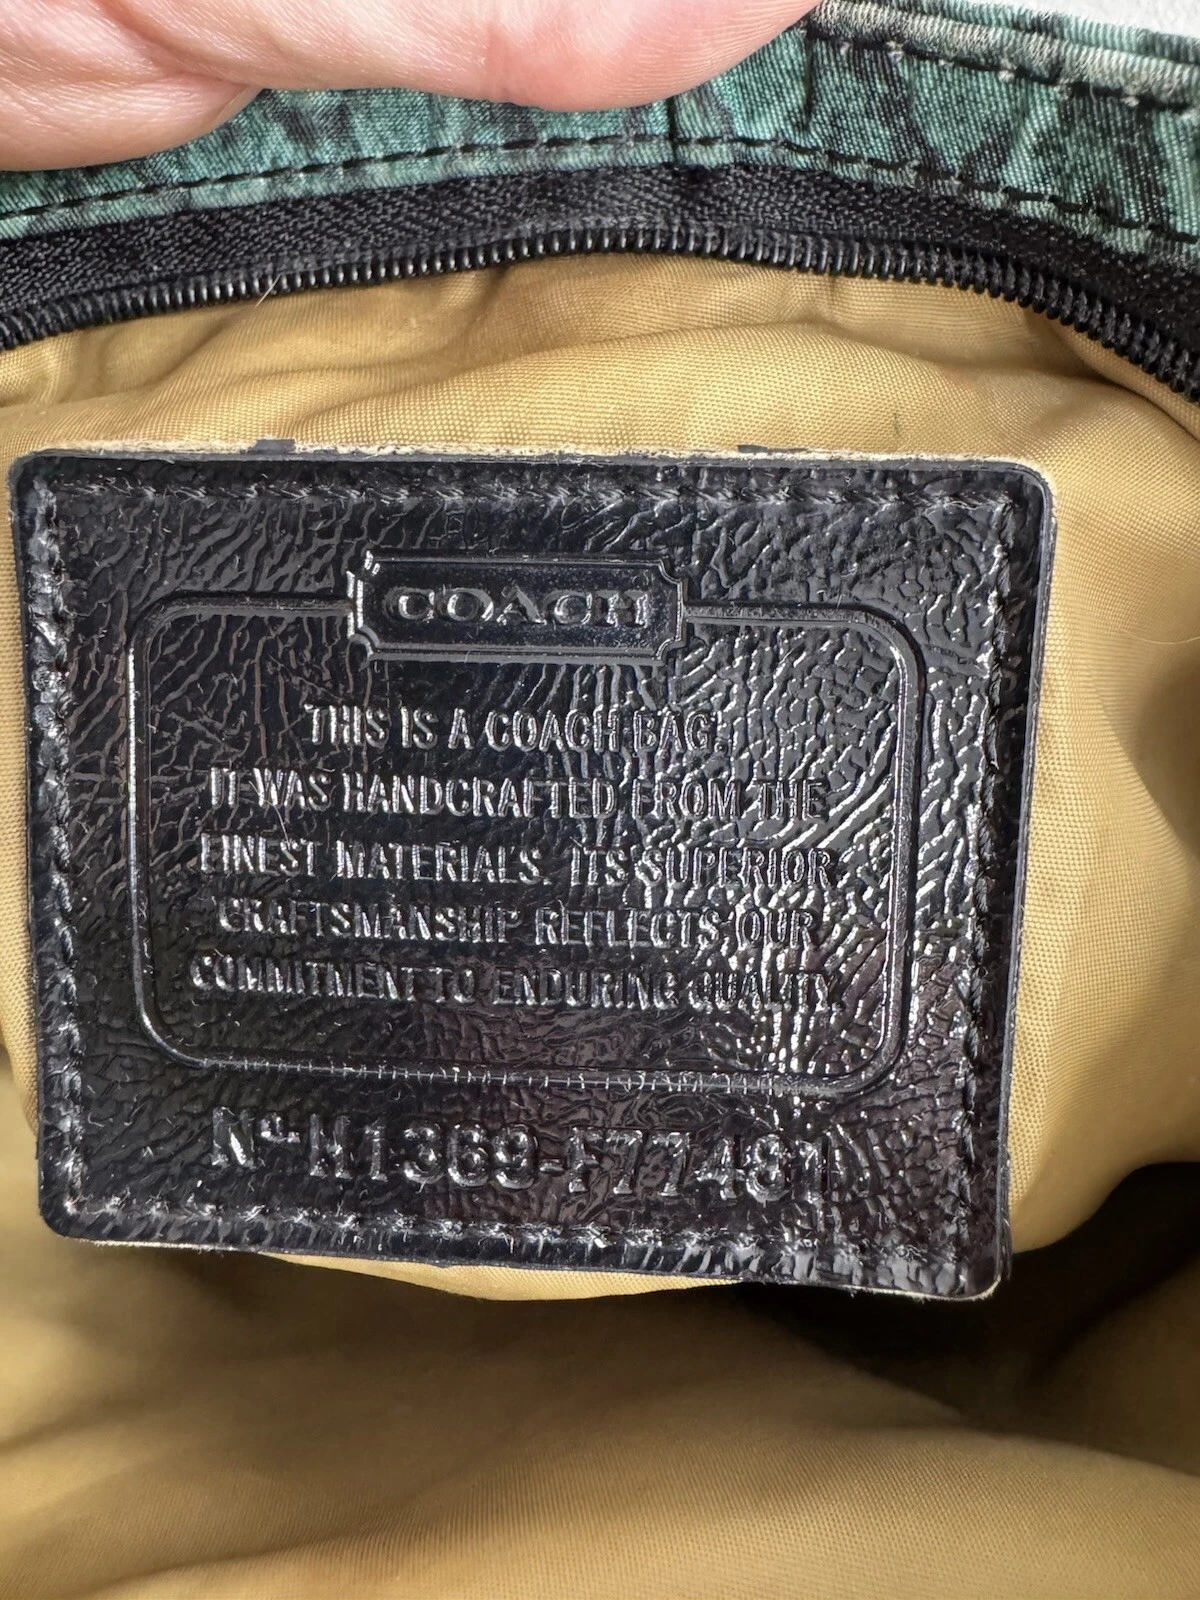 COACH
THIS IS A COACH BAG.
IT WAS HANDCRAFTED FROM THE
FINEST MATERIALS. ITS SUPERIOR
CRAFTSMANSHIP REFLECTS OUR
COMMITMENT TO ENDURING QUALITY.
Nº M1369-F77481